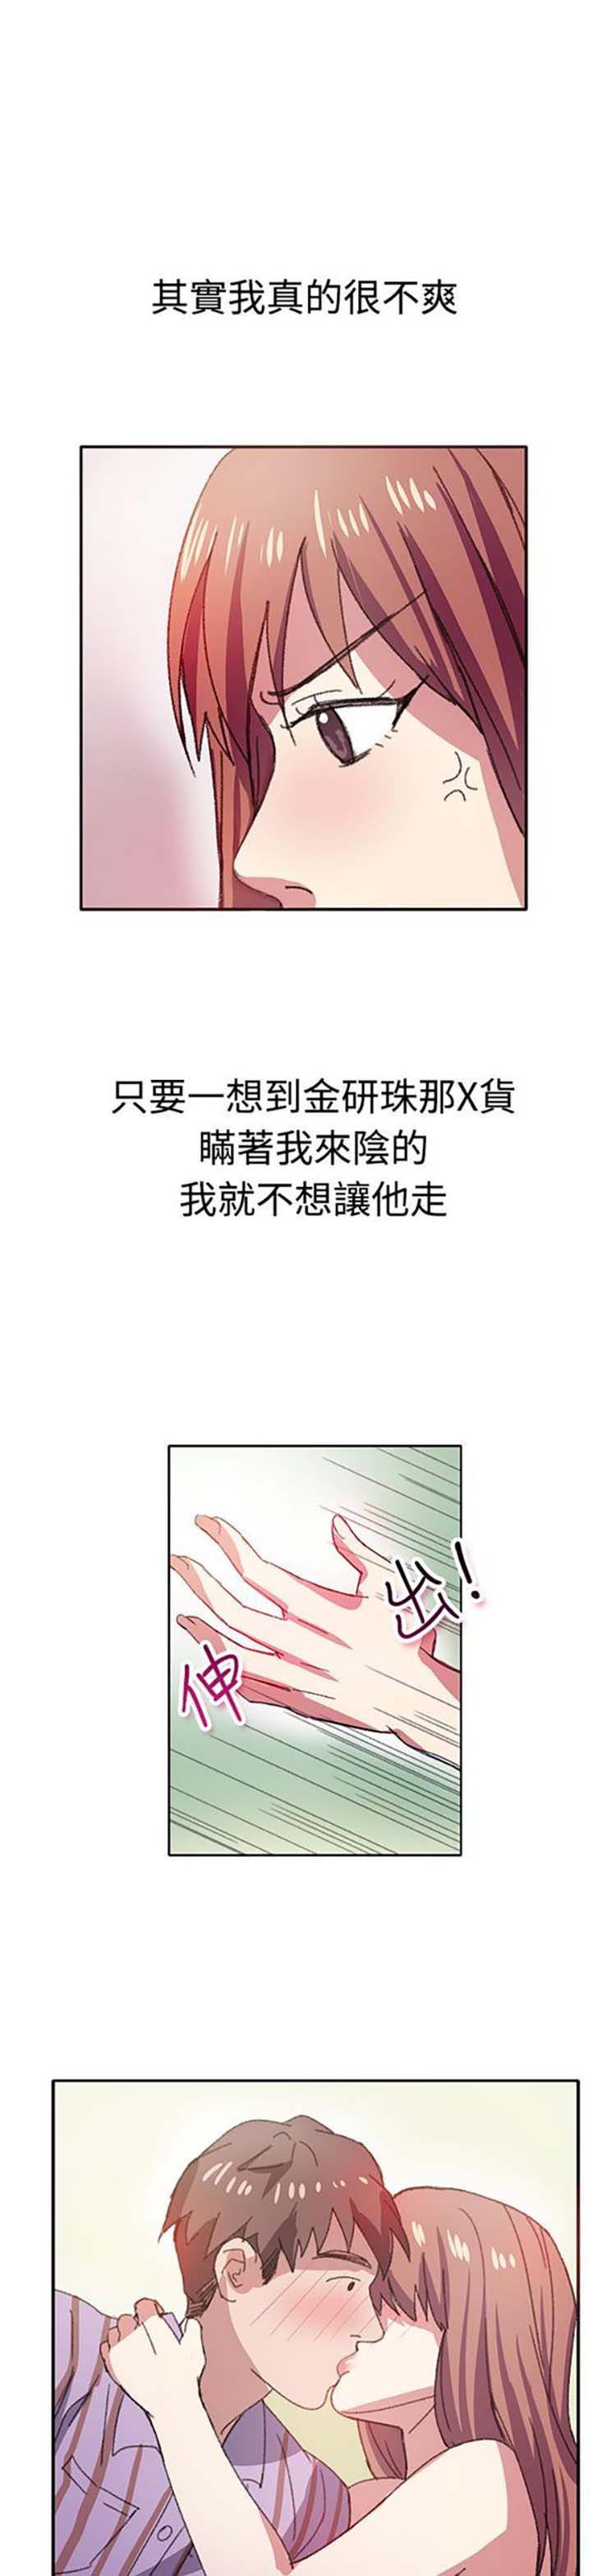 其實我真的很不爽
只要一想到金研珠那X貨
瞞著我來陰的
我就不想讓他走
伸
出!